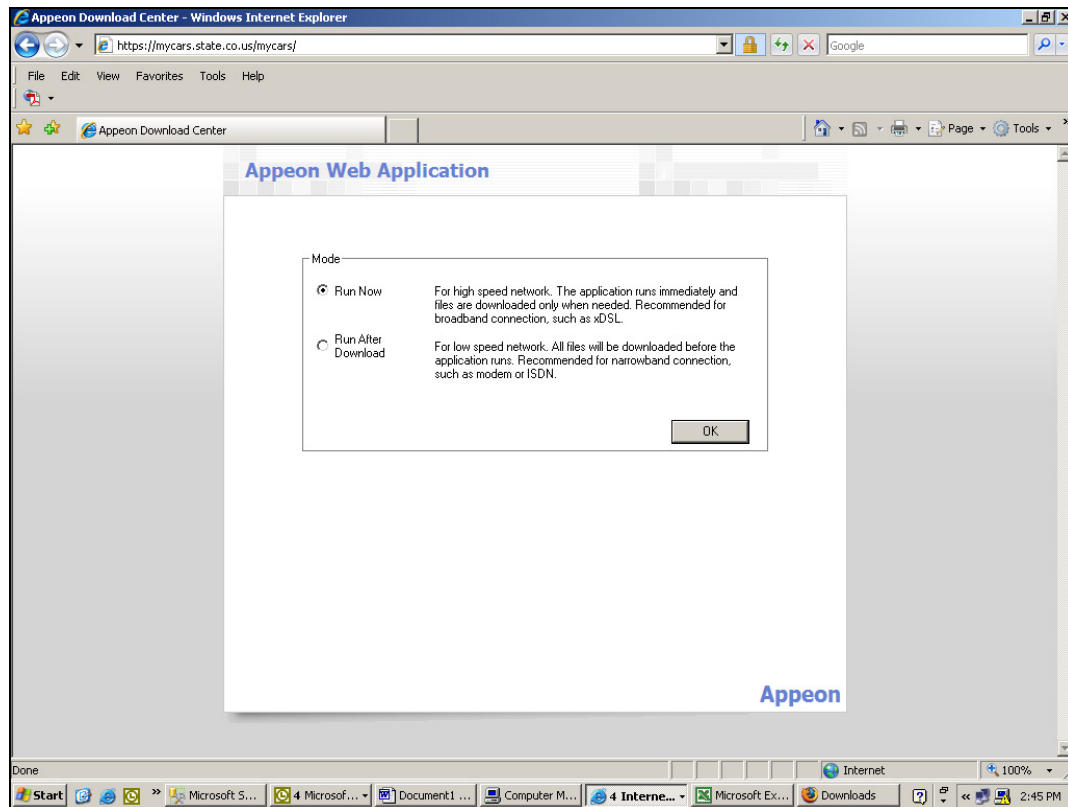 Appeon Download Center - Windows Internet Explorer
https://mycars.state.co.us/mycars/
Google
File Edit View Favorites Tools Help
Appeon Download Center
Page Tools
Appeon Web Application
Mode
Run Now
For high speed network. The application runs immediately and
files are downloaded only when needed. Recommended for
broadband connection, such as xDSL.
Run After
Download
For low speed network. All files will be downloaded before the
application runs. Recommended for narrowband connection,
such as modem or ISDN.
OK
Appeon
Done
Internet
100%
Start
Microsoft S...
4 Microsof...
Document1 ...
Computer M...
4 Interne...
Microsoft Ex...
Downloads
2:45 PM